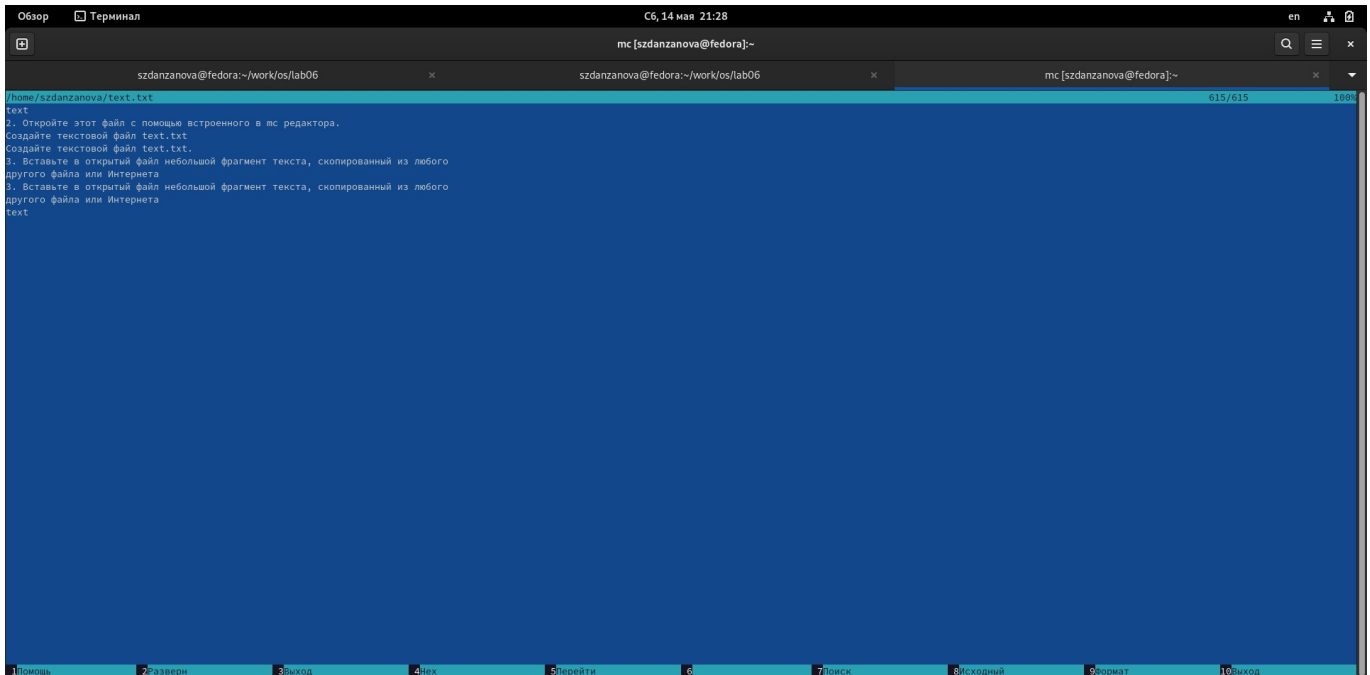 Обзор Терминал Сб, 14 мая 21:28 en
mc [szdanzanova@fedora]:~
szdanzanova@fedora:~/work/os/lab06 szdanzanova@fedora:~/work/os/lab06 mc [szdanzanova@fedora]:~
/home/szdanzanova/text.txt 615/615 100%
text
2. Откройте этот файл с помощью встроенного в mc редактора.
Создайте текстовой файл text.txt
Создайте текстовой файл text.txt.
3. Вставьте в открытый файл небольшой фрагмент текста, скопированный из любого
другого файла или Интернета
3. Вставьте в открытый файл небольшой фрагмент текста, скопированный из любого
другого файла или Интернета
text
1Помощь 2Разверн 3Выход 4Hex 5Перейти 6 7Поиск 8Исходный 9Формат 10Выход